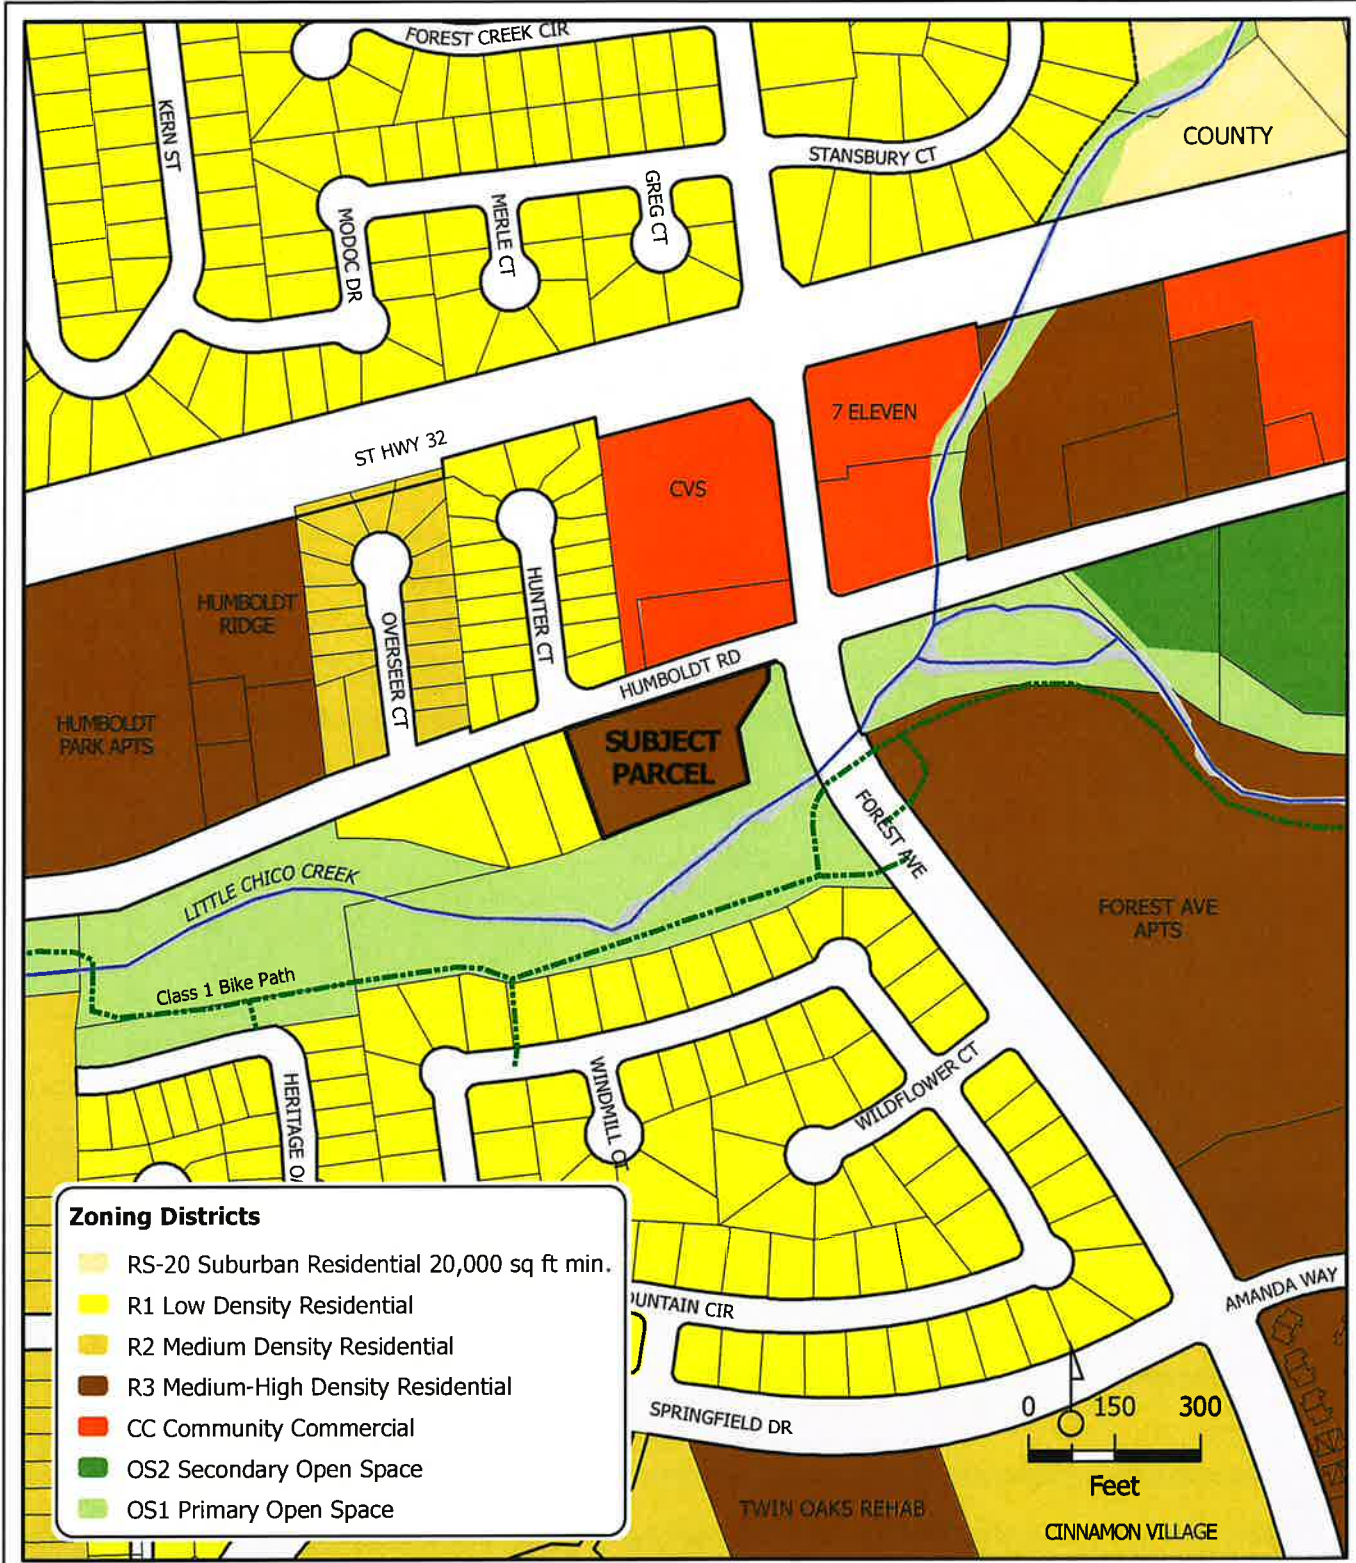 FOREST CREEK CIR
KERN ST
COUNTY
STANSBURY CT
GREG CT
MERLE CT
MODOC DR
7 ELEVEN
ST HWY 32
CVS
HUMBOLDT
RIDGE
HUNTER CT
OVERSEER CT
HUMBOLDT RD
HUMBOLDT
PARK APTS
SUBJECT
PARCEL
FOREST AVE
LITTLE CHICO CREEK
FOREST AVE
APTS
Class 1 Bike Path
HERITAGE O
WINDMILL CT
WILDFLOWER CT
Zoning Districts
RS-20 Suburban Residential 20,000 sq ft min.
R1 Low Density Residential
R2 Medium Density Residential
R3 Medium-High Density Residential
CC Community Commercial
OS2 Secondary Open Space
OS1 Primary Open Space
OUNTAIN CIR
AMANDA WAY
SPRINGFIELD DR
0 150 300
Feet
TWIN OAKS REHAB
CINNAMON VILLAGE